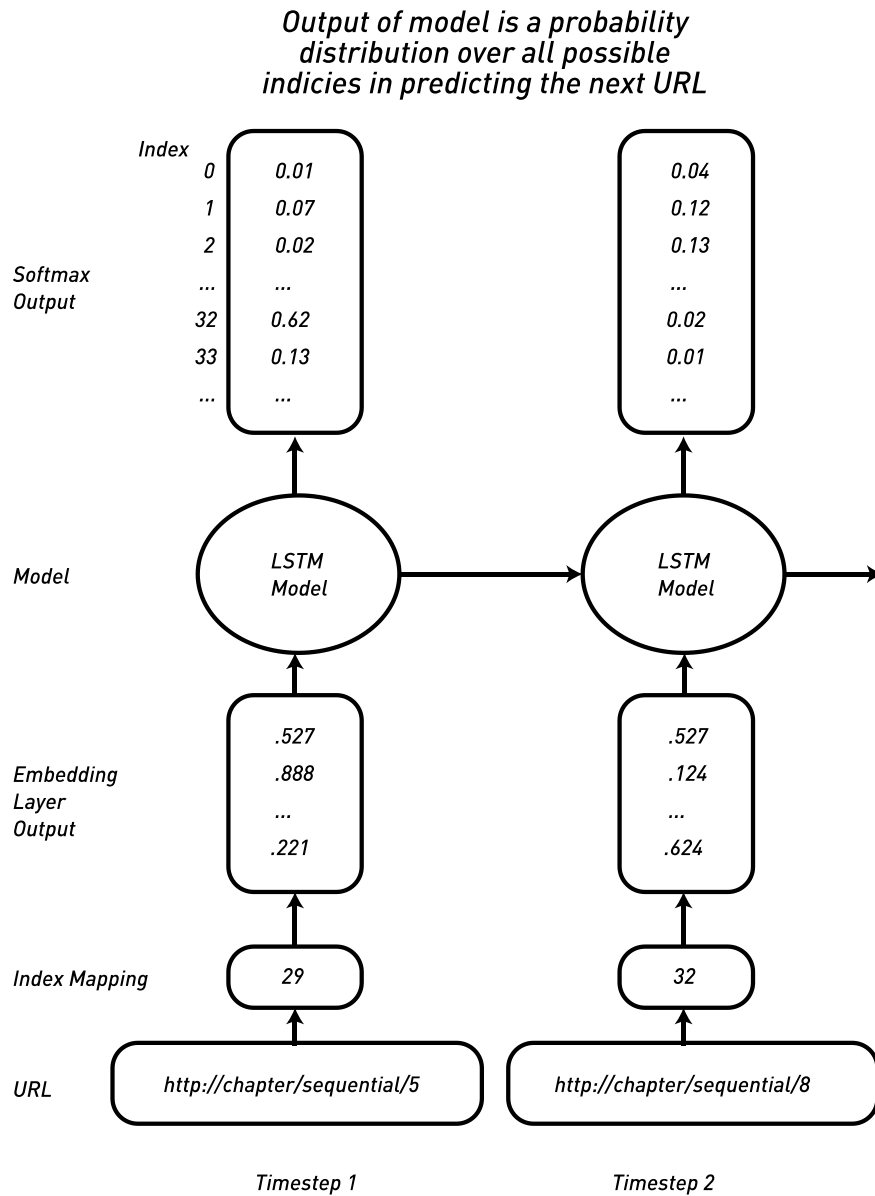 Output of model is a probability
distribution over all possible
indicies in predicting the next URL
Index
0 0.01 0.04
1 0.07 0.12
2 0.02 0.13
Softmax
Output
... ... ...
32 0.62 0.02
33 0.13 0.01
... ... ...
Model
LSTM
Model
LSTM
Model
Embedding
Layer
Output
.527 .527
.888 .124
... ...
.221 .624
Index Mapping 29 32
URL http://chapter/sequential/5 http://chapter/sequential/8
Timestep 1 Timestep 2